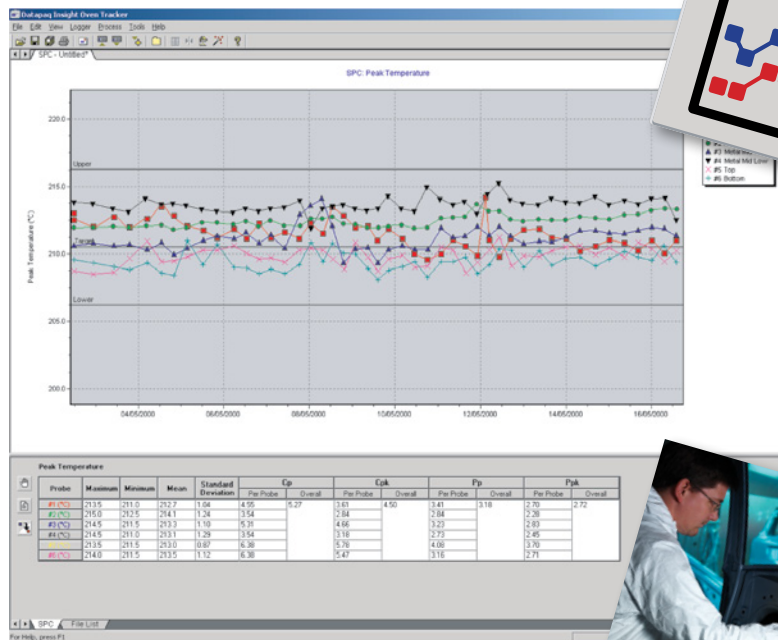 Datapaq Insight Oven Tracker
File Edit View Logger Process Tools Help
SPC - Untitled*
SPC: Peak Temperature
220.0
Upper
215.0
Target
210.0
Lower
205.0
200.0
Peak Temperature (°C)
04/05/2000 06/05/2000 08/05/2000 10/05/2000 12/05/2000 14/05/2000 16/05/2000
#3 Metal Mid
#4 Metal Mid Low
#5 Top
#6 Bottom
Peak Temperature
Probe Maximum Minimum Mean Standard Deviation Cp Cpk Pp Ppk
Per Probe Overall Per Probe Overall Per Probe Overall Per Probe Overall
#1 (°C) 213.5 211.0 212.7 1.04 4.55 5.27 3.61 4.50 3.41 3.18 2.70 2.72
#2 (°C) 215.0 212.5 214.1 1.24 3.54 2.84 2.84 2.28
#3 (°C) 214.5 211.5 213.3 1.10 5.31 4.66 3.23 2.83
#4 (°C) 214.5 211.0 213.1 1.29 3.54 3.18 2.73 2.45
213.5 211.5 213.0 0.87 6.38 5.78 4.08 3.70
#6 (°C) 214.0 211.5 213.5 1.12 6.38 5.47 3.16 2.71
SPC File List
For Help, press F1